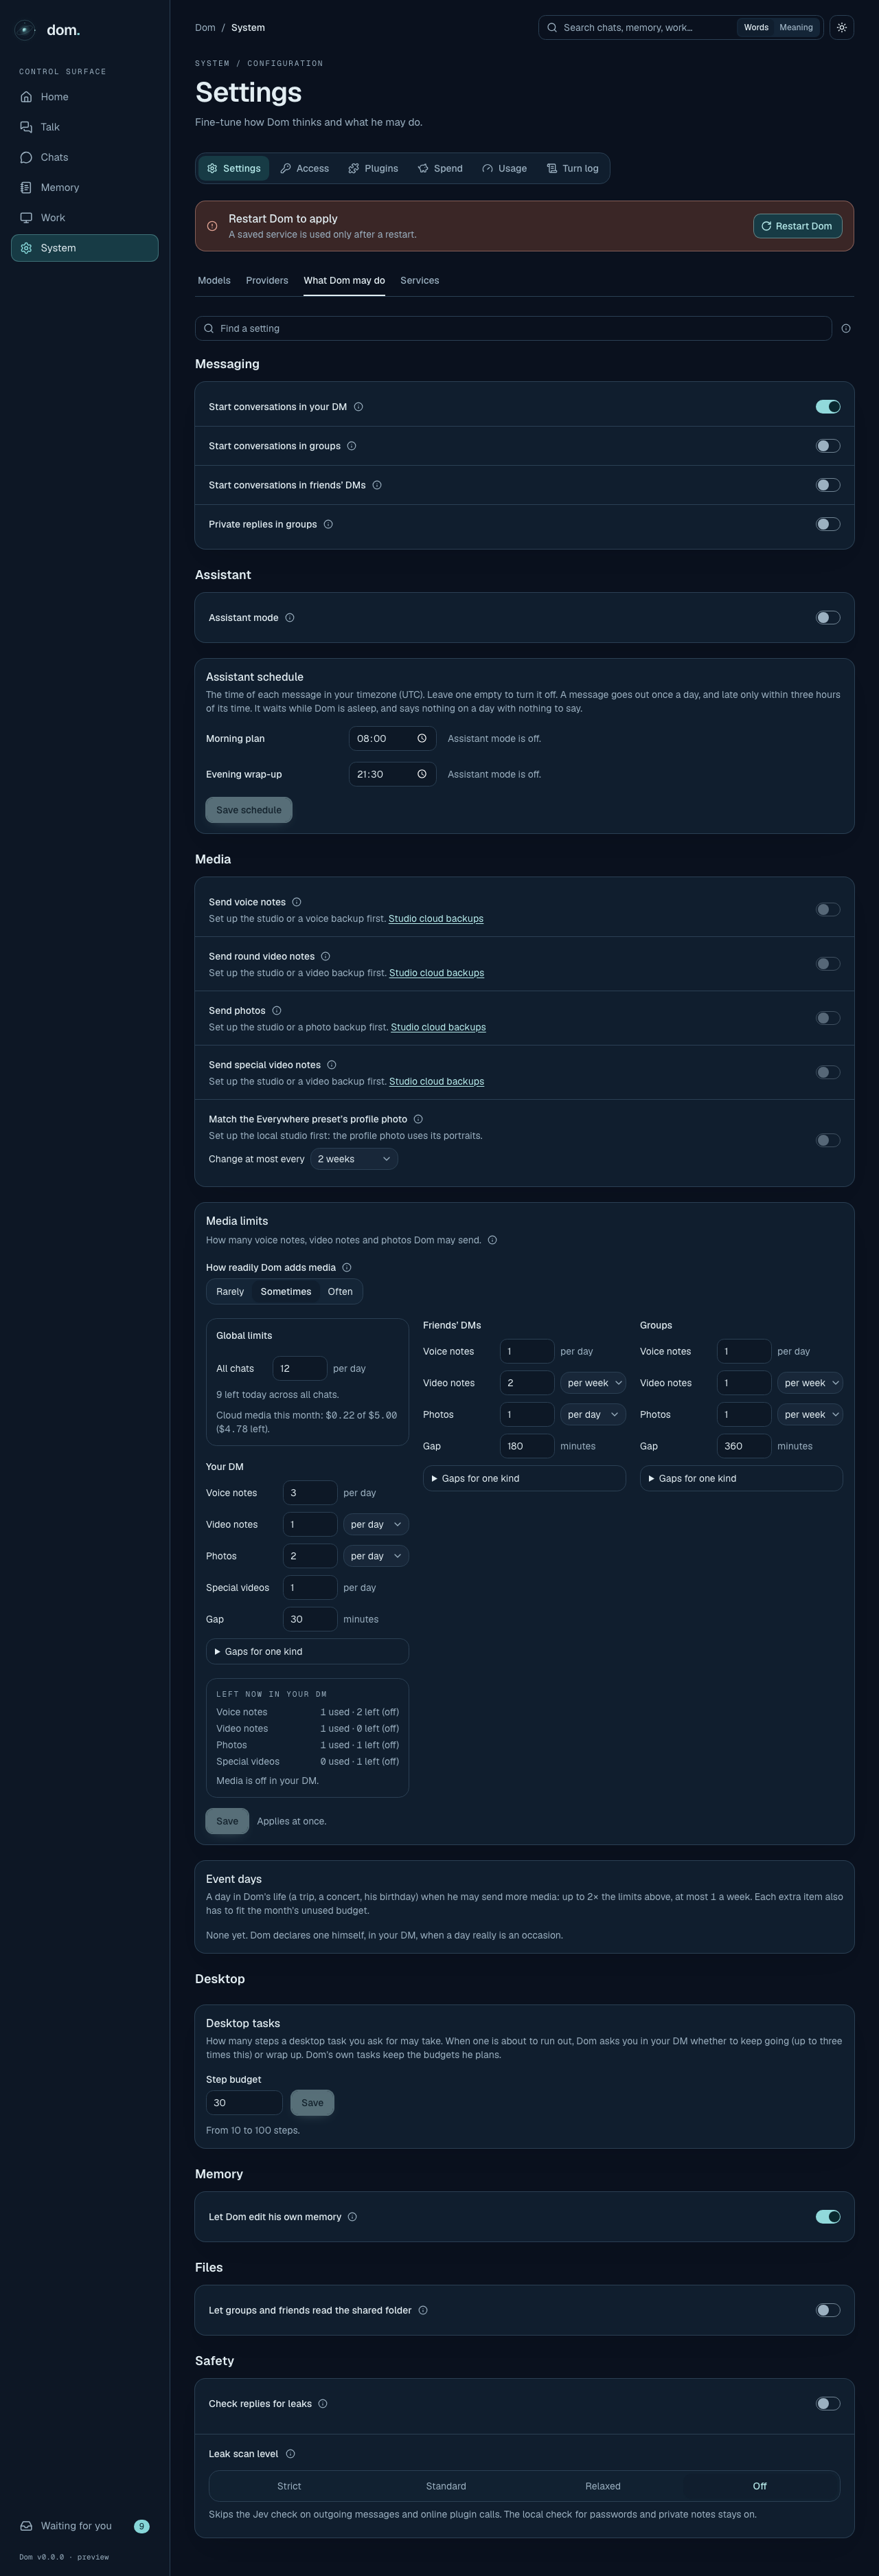 dom.
CONTROL SURFACE
Home
Talk
Chats
Memory
Work
System
Waiting for you 9
Dom v0.0.0 · preview
Dom / System
Search chats, memory, work... Words Meaning
SYSTEM / CONFIGURATION
Settings
Fine-tune how Dom thinks and what he may do.
Settings Access Plugins Spend Usage Turn log
Restart Dom to apply
A saved service is used only after a restart.
Restart Dom
Models Providers What Dom may do Services
Find a setting
Messaging
Start conversations in your DM
Start conversations in groups
Start conversations in friends' DMs
Private replies in groups
Assistant
Assistant mode
Assistant schedule
The time of each message in your timezone (UTC). Leave one empty to turn it off. A message goes out once a day, and late only within three hours
of its time. It waits while Dom is asleep, and says nothing on a day with nothing to say.
Morning plan 08:00 Assistant mode is off.
Evening wrap-up 21:30 Assistant mode is off.
Save schedule
Media
Send voice notes
Set up the studio or a voice backup first. Studio cloud backups
Send round video notes
Set up the studio or a video backup first. Studio cloud backups
Send photos
Set up the studio or a photo backup first. Studio cloud backups
Send special video notes
Set up the studio or a video backup first. Studio cloud backups
Match the Everywhere preset's profile photo
Set up the local studio first: the profile photo uses its portraits.
Change at most every 2 weeks
Media limits
How many voice notes, video notes and photos Dom may send.
How readily Dom adds media
Rarely Sometimes Often
Global limits
All chats 12 per day
9 left today across all chats.
Cloud media this month: $0.22 of $5.00
($4.78 left).
Your DM
Voice notes 3 per day
Video notes 1 per day
Photos 2 per day
Special videos 1 per day
Gap 30 minutes
Gaps for one kind
LEFT NOW IN YOUR DM
Voice notes 1 used · 2 left (off)
Video notes 1 used · 0 left (off)
Photos 1 used · 1 left (off)
Special videos 0 used · 1 left (off)
Media is off in your DM.
Friends' DMs
Voice notes 1 per day
Video notes 2 per week
Photos 1 per day
Gap 180 minutes
Gaps for one kind
Groups
Voice notes 1 per day
Video notes 1 per week
Photos 1 per week
Gap 360 minutes
Gaps for one kind
Save Applies at once.
Event days
A day in Dom's life (a trip, a concert, his birthday) when he may send more media: up to 2× the limits above, at most 1 a week. Each extra item also
has to fit the month's unused budget.
None yet. Dom declares one himself, in your DM, when a day really is an occasion.
Desktop
Desktop tasks
How many steps a desktop task you ask for may take. When one is about to run out, Dom asks you in your DM whether to keep going (up to three
times this) or wrap up. Dom's own tasks keep the budgets he plans.
Step budget
30 Save
From 10 to 100 steps.
Memory
Let Dom edit his own memory
Files
Let groups and friends read the shared folder
Safety
Check replies for leaks
Leak scan level
Strict Standard Relaxed Off
Skips the Jev check on outgoing messages and online plugin calls. The local check for passwords and private notes stays on.